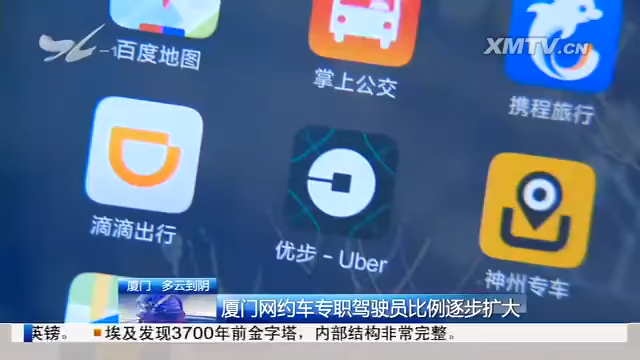 XMTV.CN
百度地图
掌上公交
携程旅行
滴滴出行
优步 - Uber
神州专车
厦门 多云到阴
厦门网约车专职驾驶员比例逐步扩大
英镑。 埃及发现3700年前金字塔，内部结构非常完整。